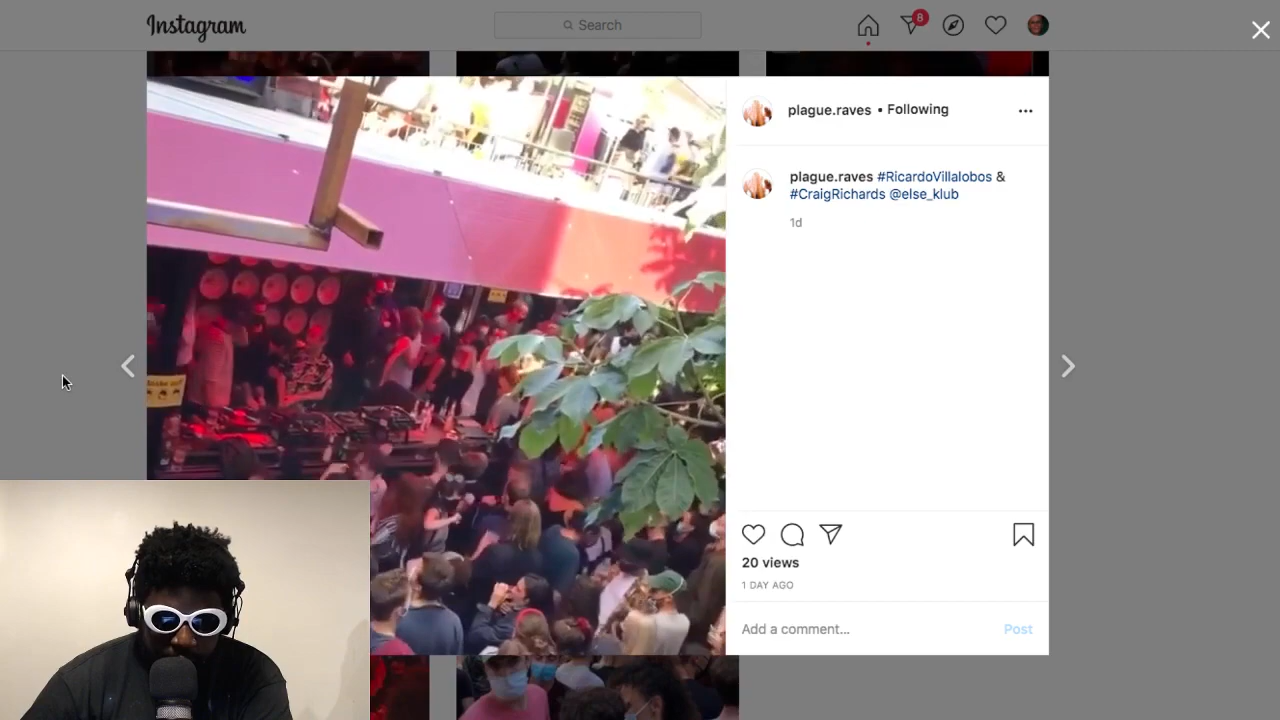 Instagram
Search
8
plague.raves • Following
plague.raves #RicardoVillalobos &
#CraigRichards @else_klub
1d
20 views
1 DAY AGO
Add a comment...
Post